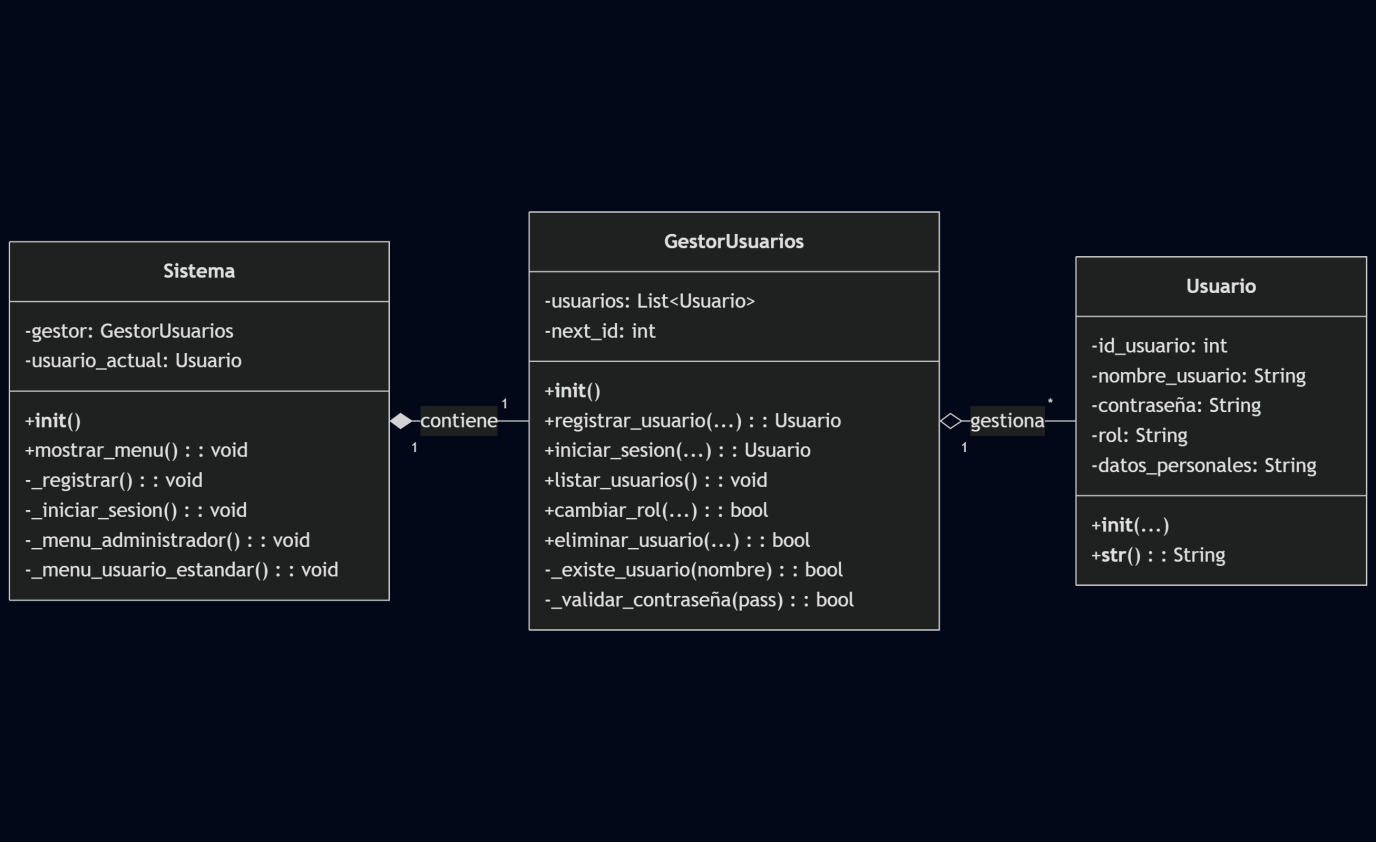 Sistema
-gestor: GestorUsuarios
-usuario_actual: Usuario
+init()
+mostrar_menu() : : void
-_registrar() : : void
-_iniciar_sesion() : : void
-_menu_administrador() : : void
-_menu_usuario_estandar() : : void
contiene
1
1
GestorUsuarios
-usuarios: List<Usuario>
-next_id: int
+init()
+registrar_usuario(...) : : Usuario
+iniciar_sesion(...) : : Usuario
+listar_usuarios() : : void
+cambiar_rol(...) : : bool
+eliminar_usuario(...) : : bool
-_existe_usuario(nombre) : : bool
-_validar_contraseña(pass) : : bool
gestiona
*
1
Usuario
-id_usuario: int
-nombre_usuario: String
-contraseña: String
-rol: String
-datos_personales: String
+init(...)
+str() : : String